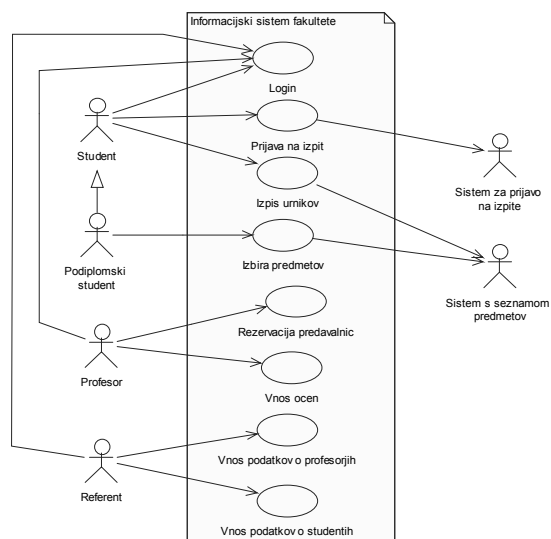 Informacijski sistem fakultete
Login
Student
Prijava na izpit
Sistem za prijavo
na izpite
Izpis urnikov
Podiplomski
student
Izbira predmetov
Sistem s seznamom
predmetov
Rezervacija predavalnic
Profesor
Vnos ocen
Vnos podatkov o profesorjih
Referent
Vnos podatkov o studentih